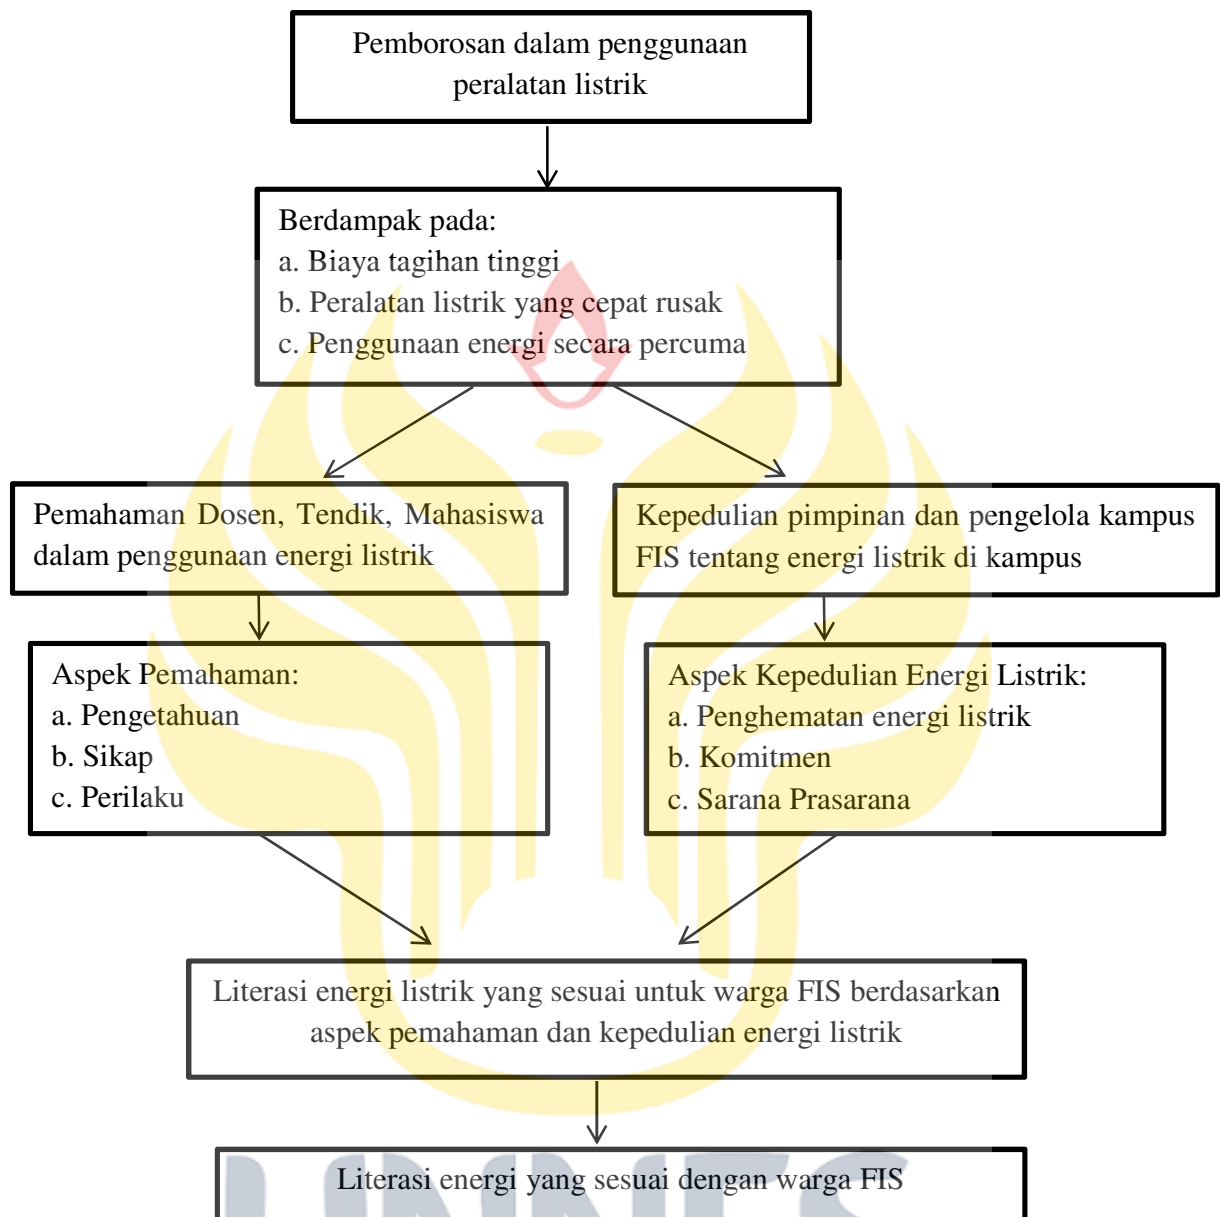 Pemborosan dalam penggunaan
peralatan listrik
Berdampak pada:
a. Biaya tagihan tinggi
b. Peralatan listrik yang cepat rusak
c. Penggunaan energi secara percuma
Pemahaman Dosen, Tendik, Mahasiswa
dalam penggunaan energi listrik
Kepedulian pimpinan dan pengelola kampus
FIS tentang energi listrik di kampus
Aspek Pemahaman:
a. Pengetahuan
b. Sikap
c. Perilaku
Aspek Kepedulian Energi Listrik:
a. Penghematan energi listrik
b. Komitmen
c. Sarana Prasarana
Literasi energi listrik yang sesuai untuk warga FIS berdasarkan
aspek pemahaman dan kepedulian energi listrik
Literasi energi yang sesuai dengan warga FIS
UNNES